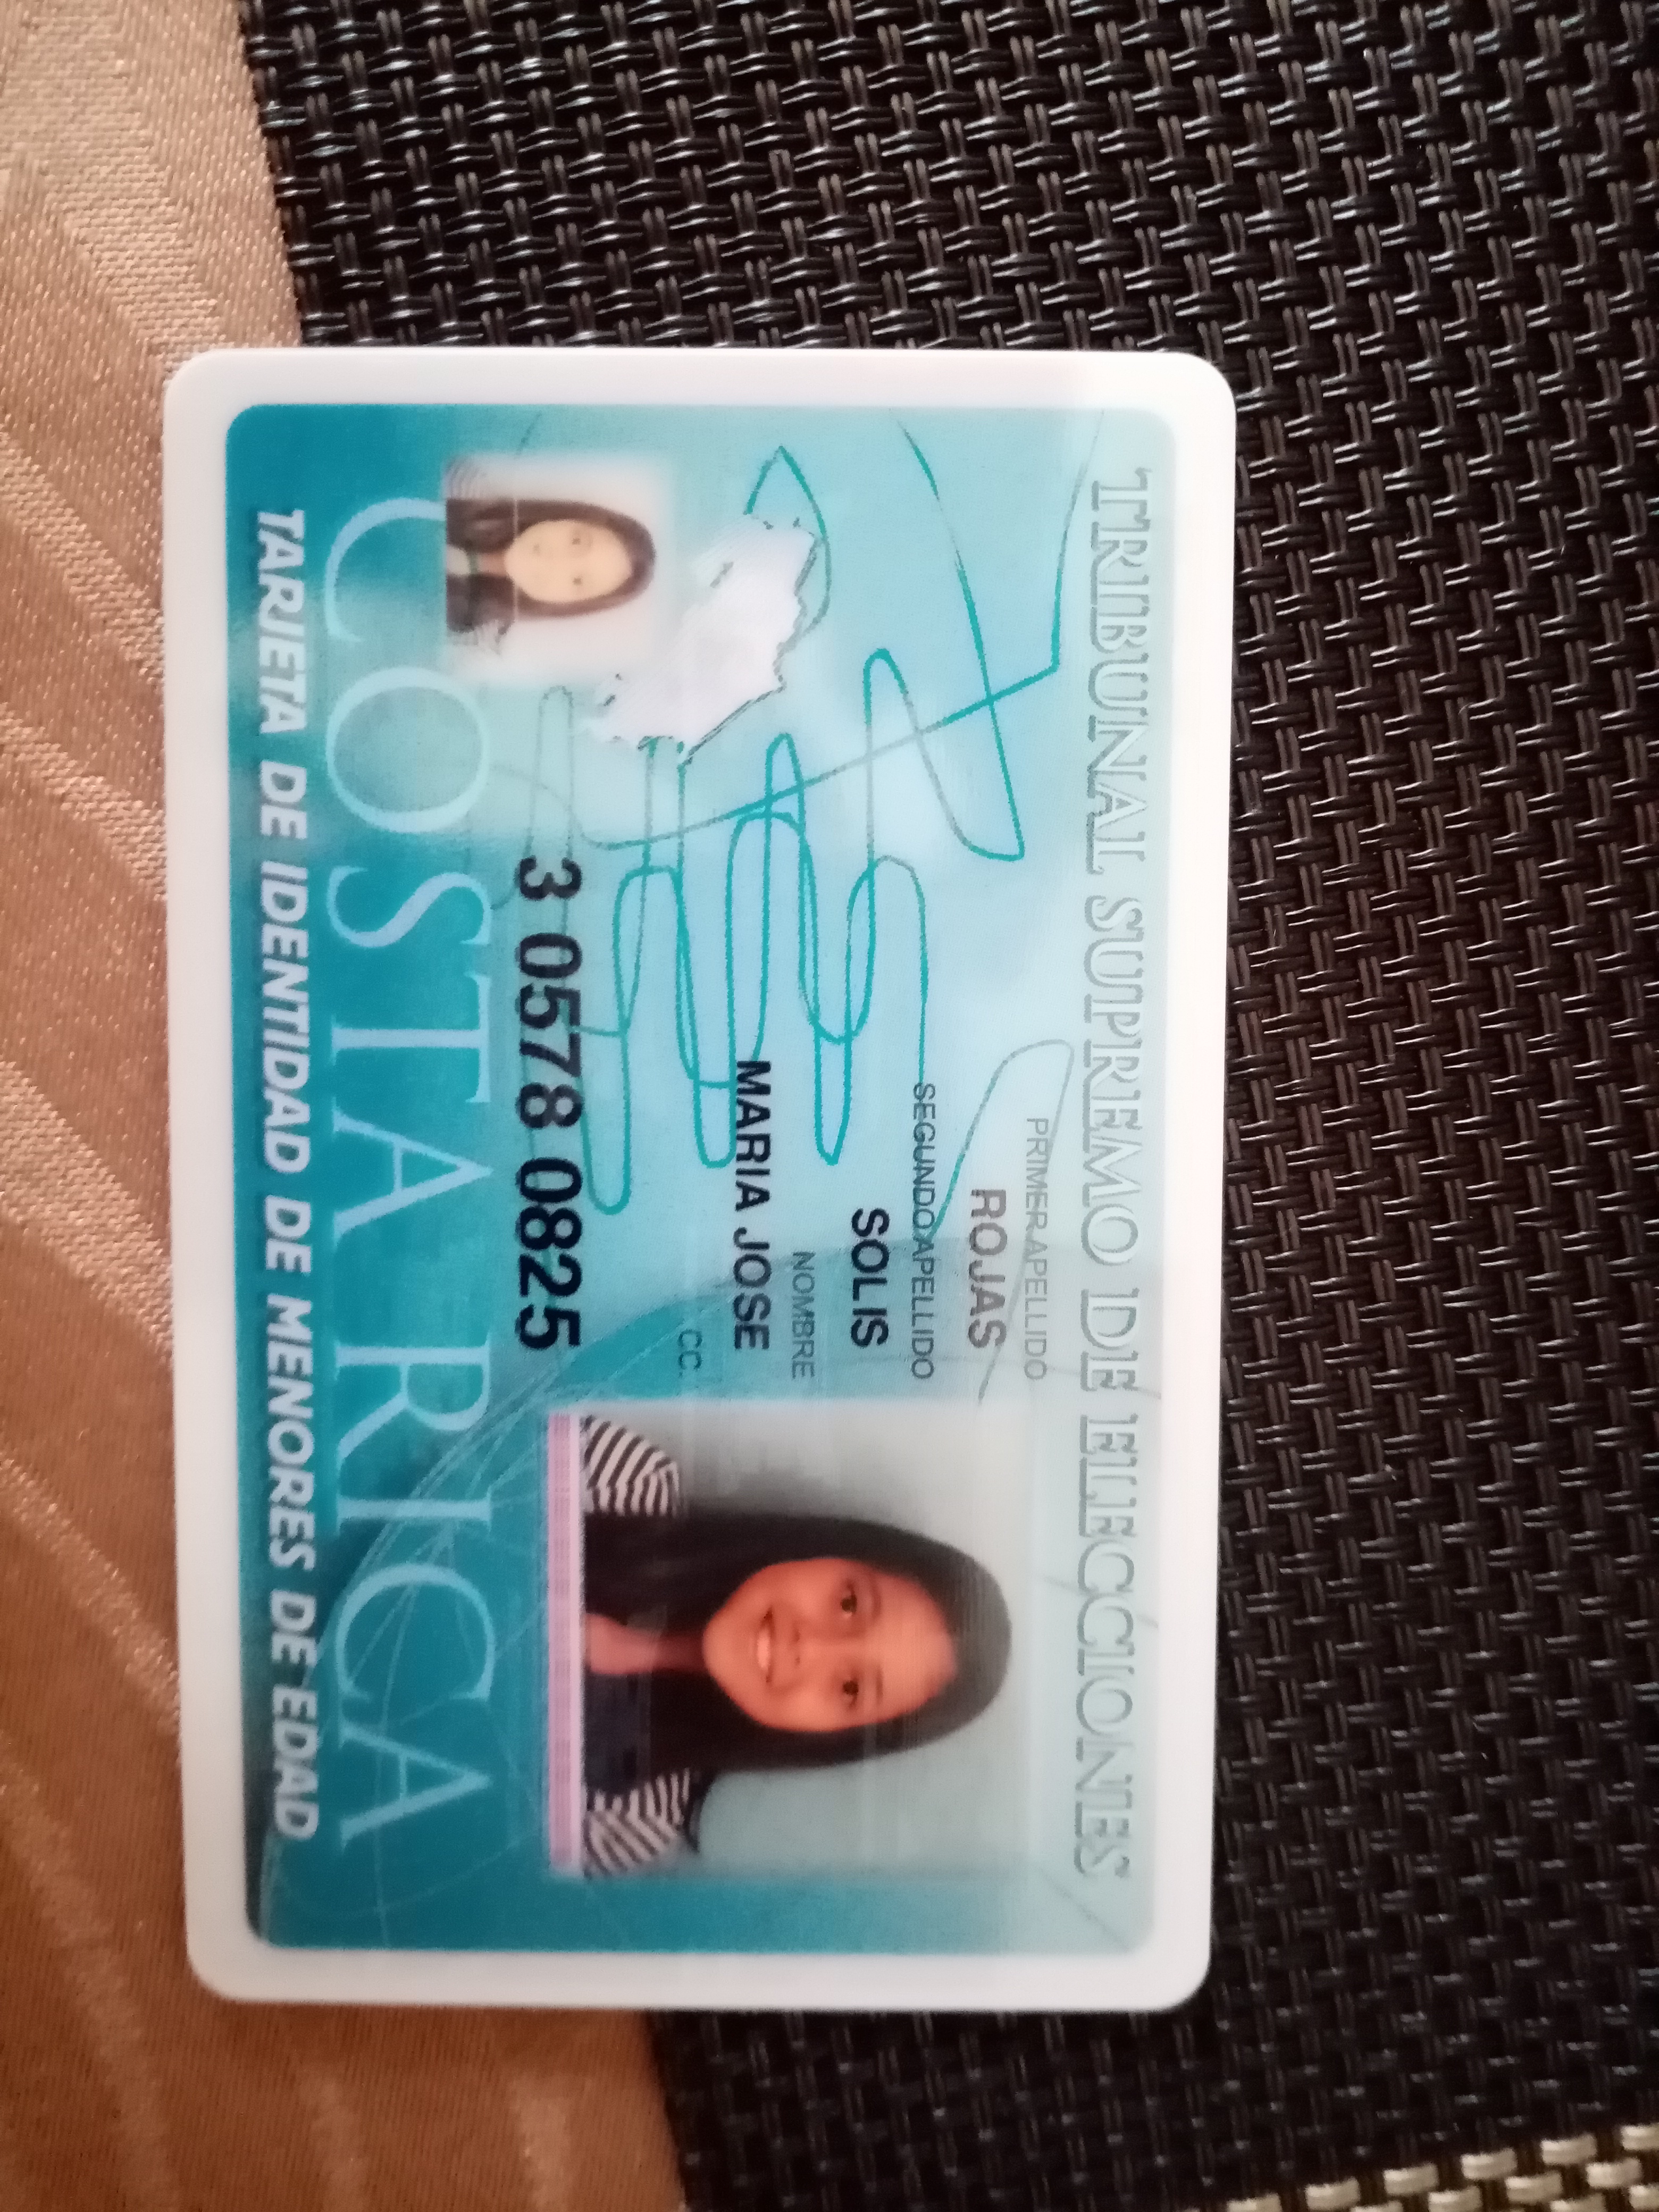 TRIBUNAL SUPREMO DE ELECCIONES
PRIMER APELLIDO
ROJAS
SEGUNDO APELLIDO
SOLIS
NOMBRE
MARIA JOSE
C.C.
3 0578 0825
COSTA RICA
TARJETA DE IDENTIDAD DE MENORES DE EDAD